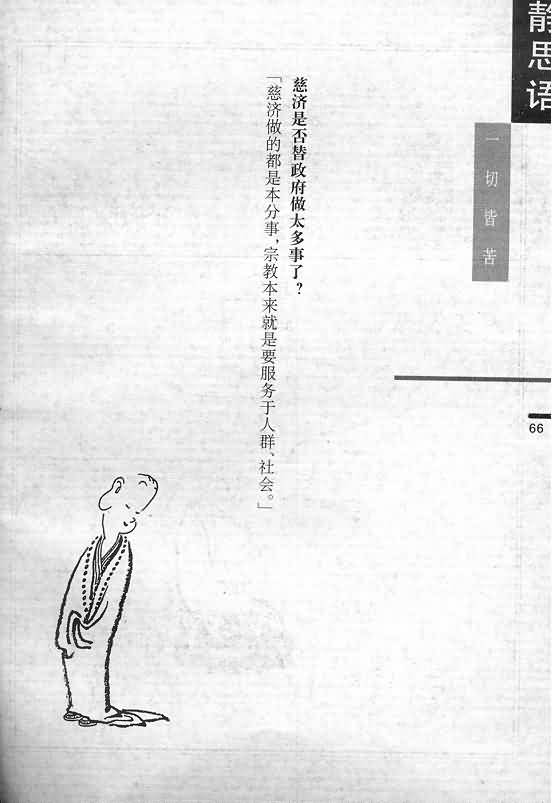 静思语
一切皆苦
66
慈济是否替政府做太多事了？
「慈济做的都是本分事，宗教本来就是要服务于人群、社会。」